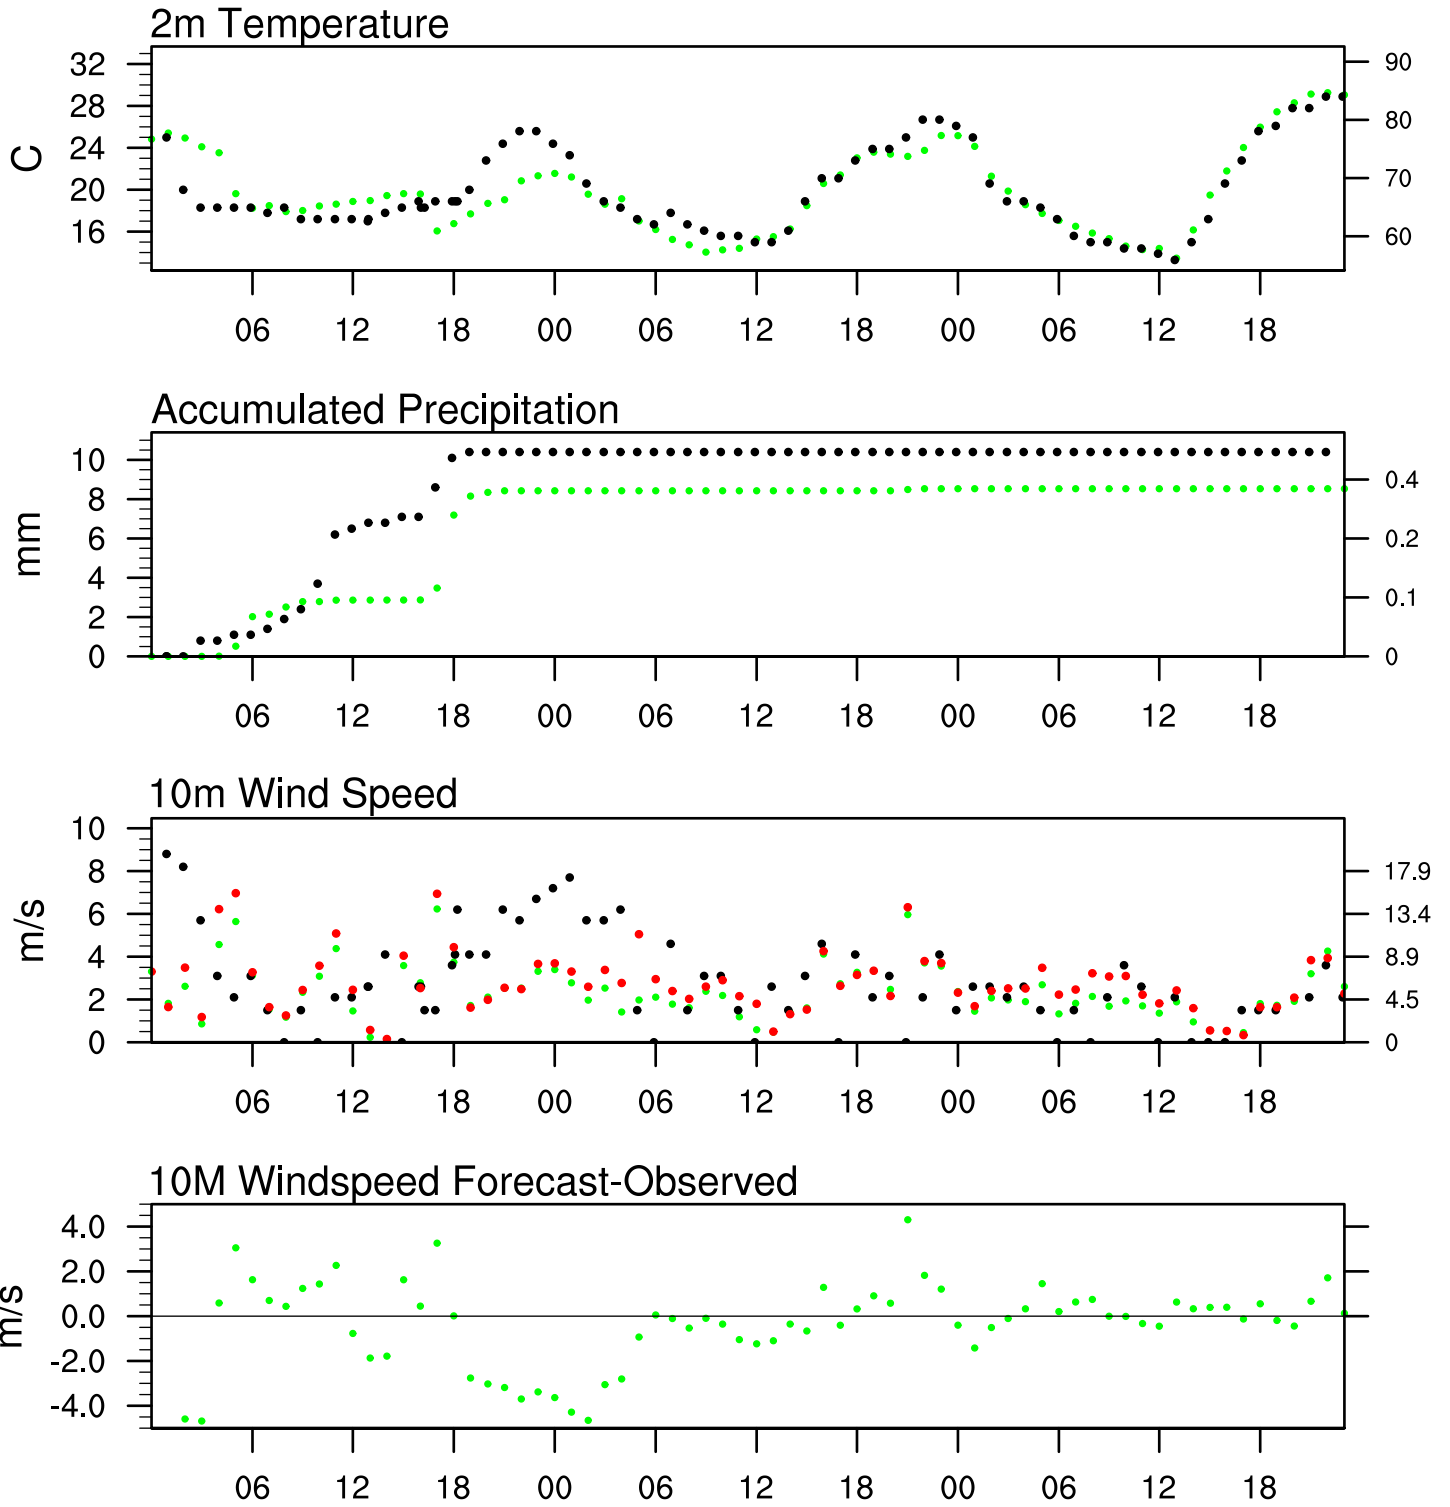 2m Temperature
32 90
28 80
24
C
20 70
16 60
06 12 18 00 06 12 18 00 06 12 18
Accumulated Precipitation
10
8 0.4
mm
6 0.2
4 0.1
2
0 0
06 12 18 00 06 12 18 00 06 12 18
10m Wind Speed
10
8 17.9
6 13.4
m/s
4 8.9
2 4.5
0 0
06 12 18 00 06 12 18 00 06 12 18
10M Windspeed Forecast-Observed
4.0
2.0
0.0
m/s
-2.0
-4.0
06 12 18 00 06 12 18 00 06 12 18